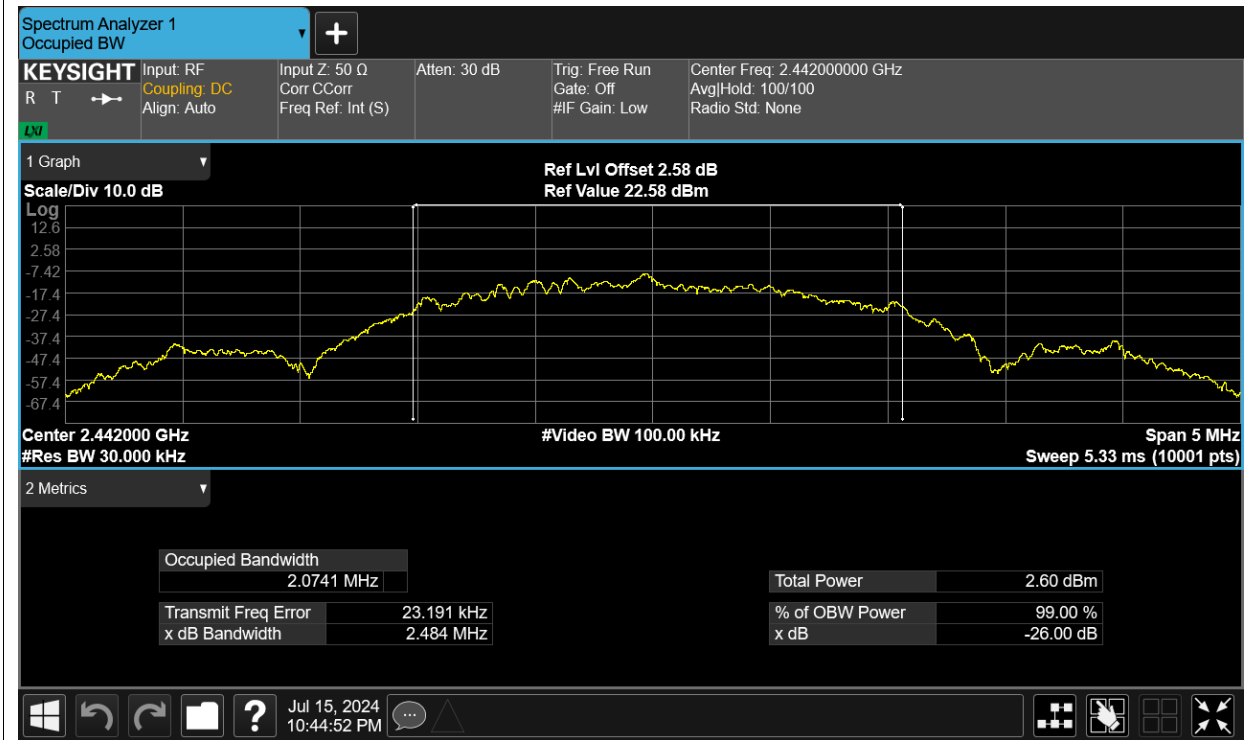 Spectrum Analyzer 1
Occupied BW
KEYSIGHT
R T
LXI
Input: RF
Coupling: DC
Align: Auto
Input Z: 50 Ω
Corr CCorr
Freq Ref: Int (S)
Atten: 30 dB
Trig: Free Run
Gate: Off
#IF Gain: Low
Center Freq: 2.442000000 GHz
Avg|Hold: 100/100
Radio Std: None
1 Graph
Scale/Div 10.0 dB
Ref Lvl Offset 2.58 dB
Ref Value 22.58 dBm
Log
12.6
2.58
-7.42
-17.4
-27.4
-37.4
-47.4
-57.4
-67.4
Center 2.442000 GHz
#Video BW 100.00 kHz
Span 5 MHz
#Res BW 30.000 kHz
Sweep 5.33 ms (10001 pts)
2 Metrics
Occupied Bandwidth
2.0741 MHz
Total Power 2.60 dBm
Transmit Freq Error 23.191 kHz
% of OBW Power 99.00 %
x dB Bandwidth 2.484 MHz
x dB -26.00 dB
?
Jul 15, 2024
10:44:52 PM